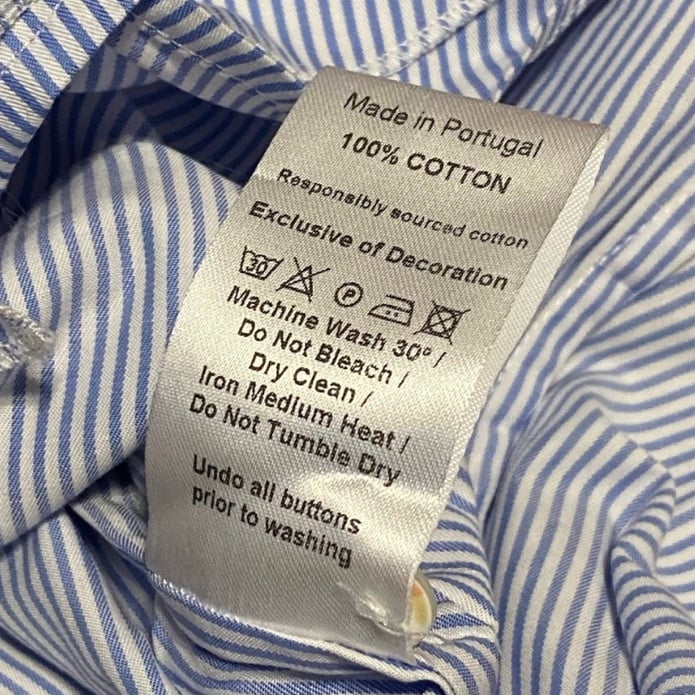 Made in Portugal
100% COTTON
Responsibly sourced cotton
Exclusive of Decoration
30 P
Machine Wash 30° /
Do Not Bleach /
Dry Clean /
Iron Medium Heat /
Do Not Tumble Dry
Undo all buttons
prior to washing